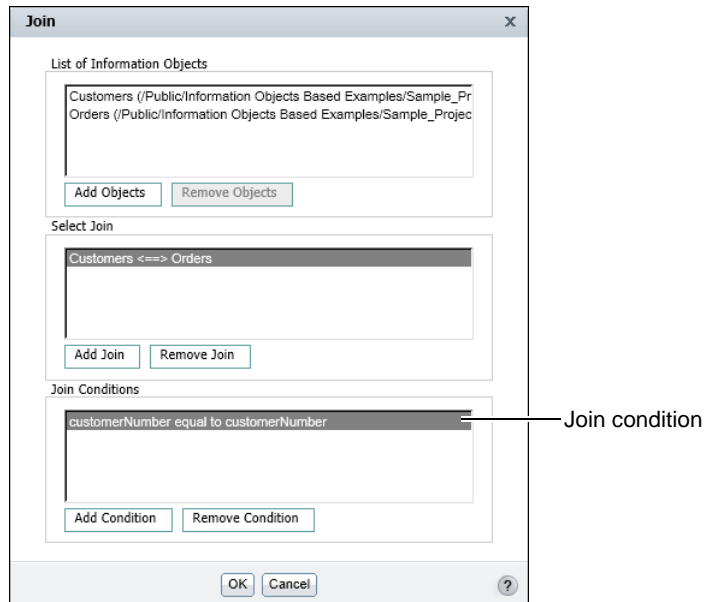 Join
x
List of Information Objects
Customers (/Public/Information Objects Based Examples/Sample_Pr
Orders (/Public/Information Objects Based Examples/Sample_Projec
Add Objects Remove Objects
Select Join
Customers <==> Orders
Add Join Remove Join
Join Conditions
customerNumber equal to customerNumber
Join condition
Add Condition Remove Condition
OK Cancel
?